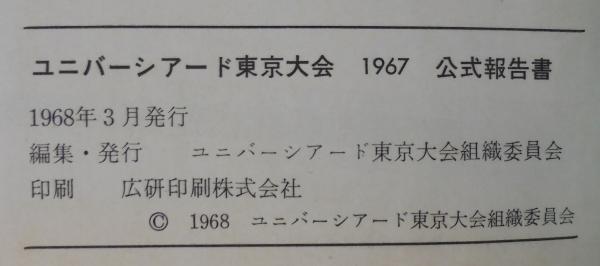 ユニバーシアード東京大会　1967　公式報告書
1968年３月発行
編集・発行　ユニバーシアード東京大会組織委員会
印刷　広研印刷株式会社
© 1968　ユニバーシアード東京大会組織委員会